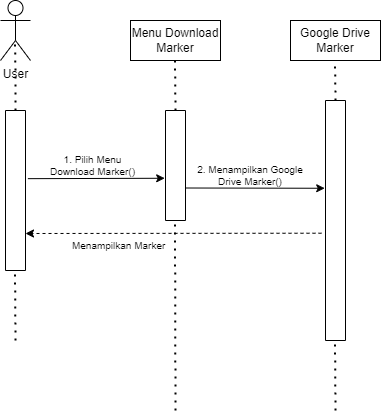 Menu Download
Marker
Google Drive
Marker
User
1. Pilih Menu
Download Marker()
2. Menampilkan Google
Drive Marker()
Menampilkan Marker